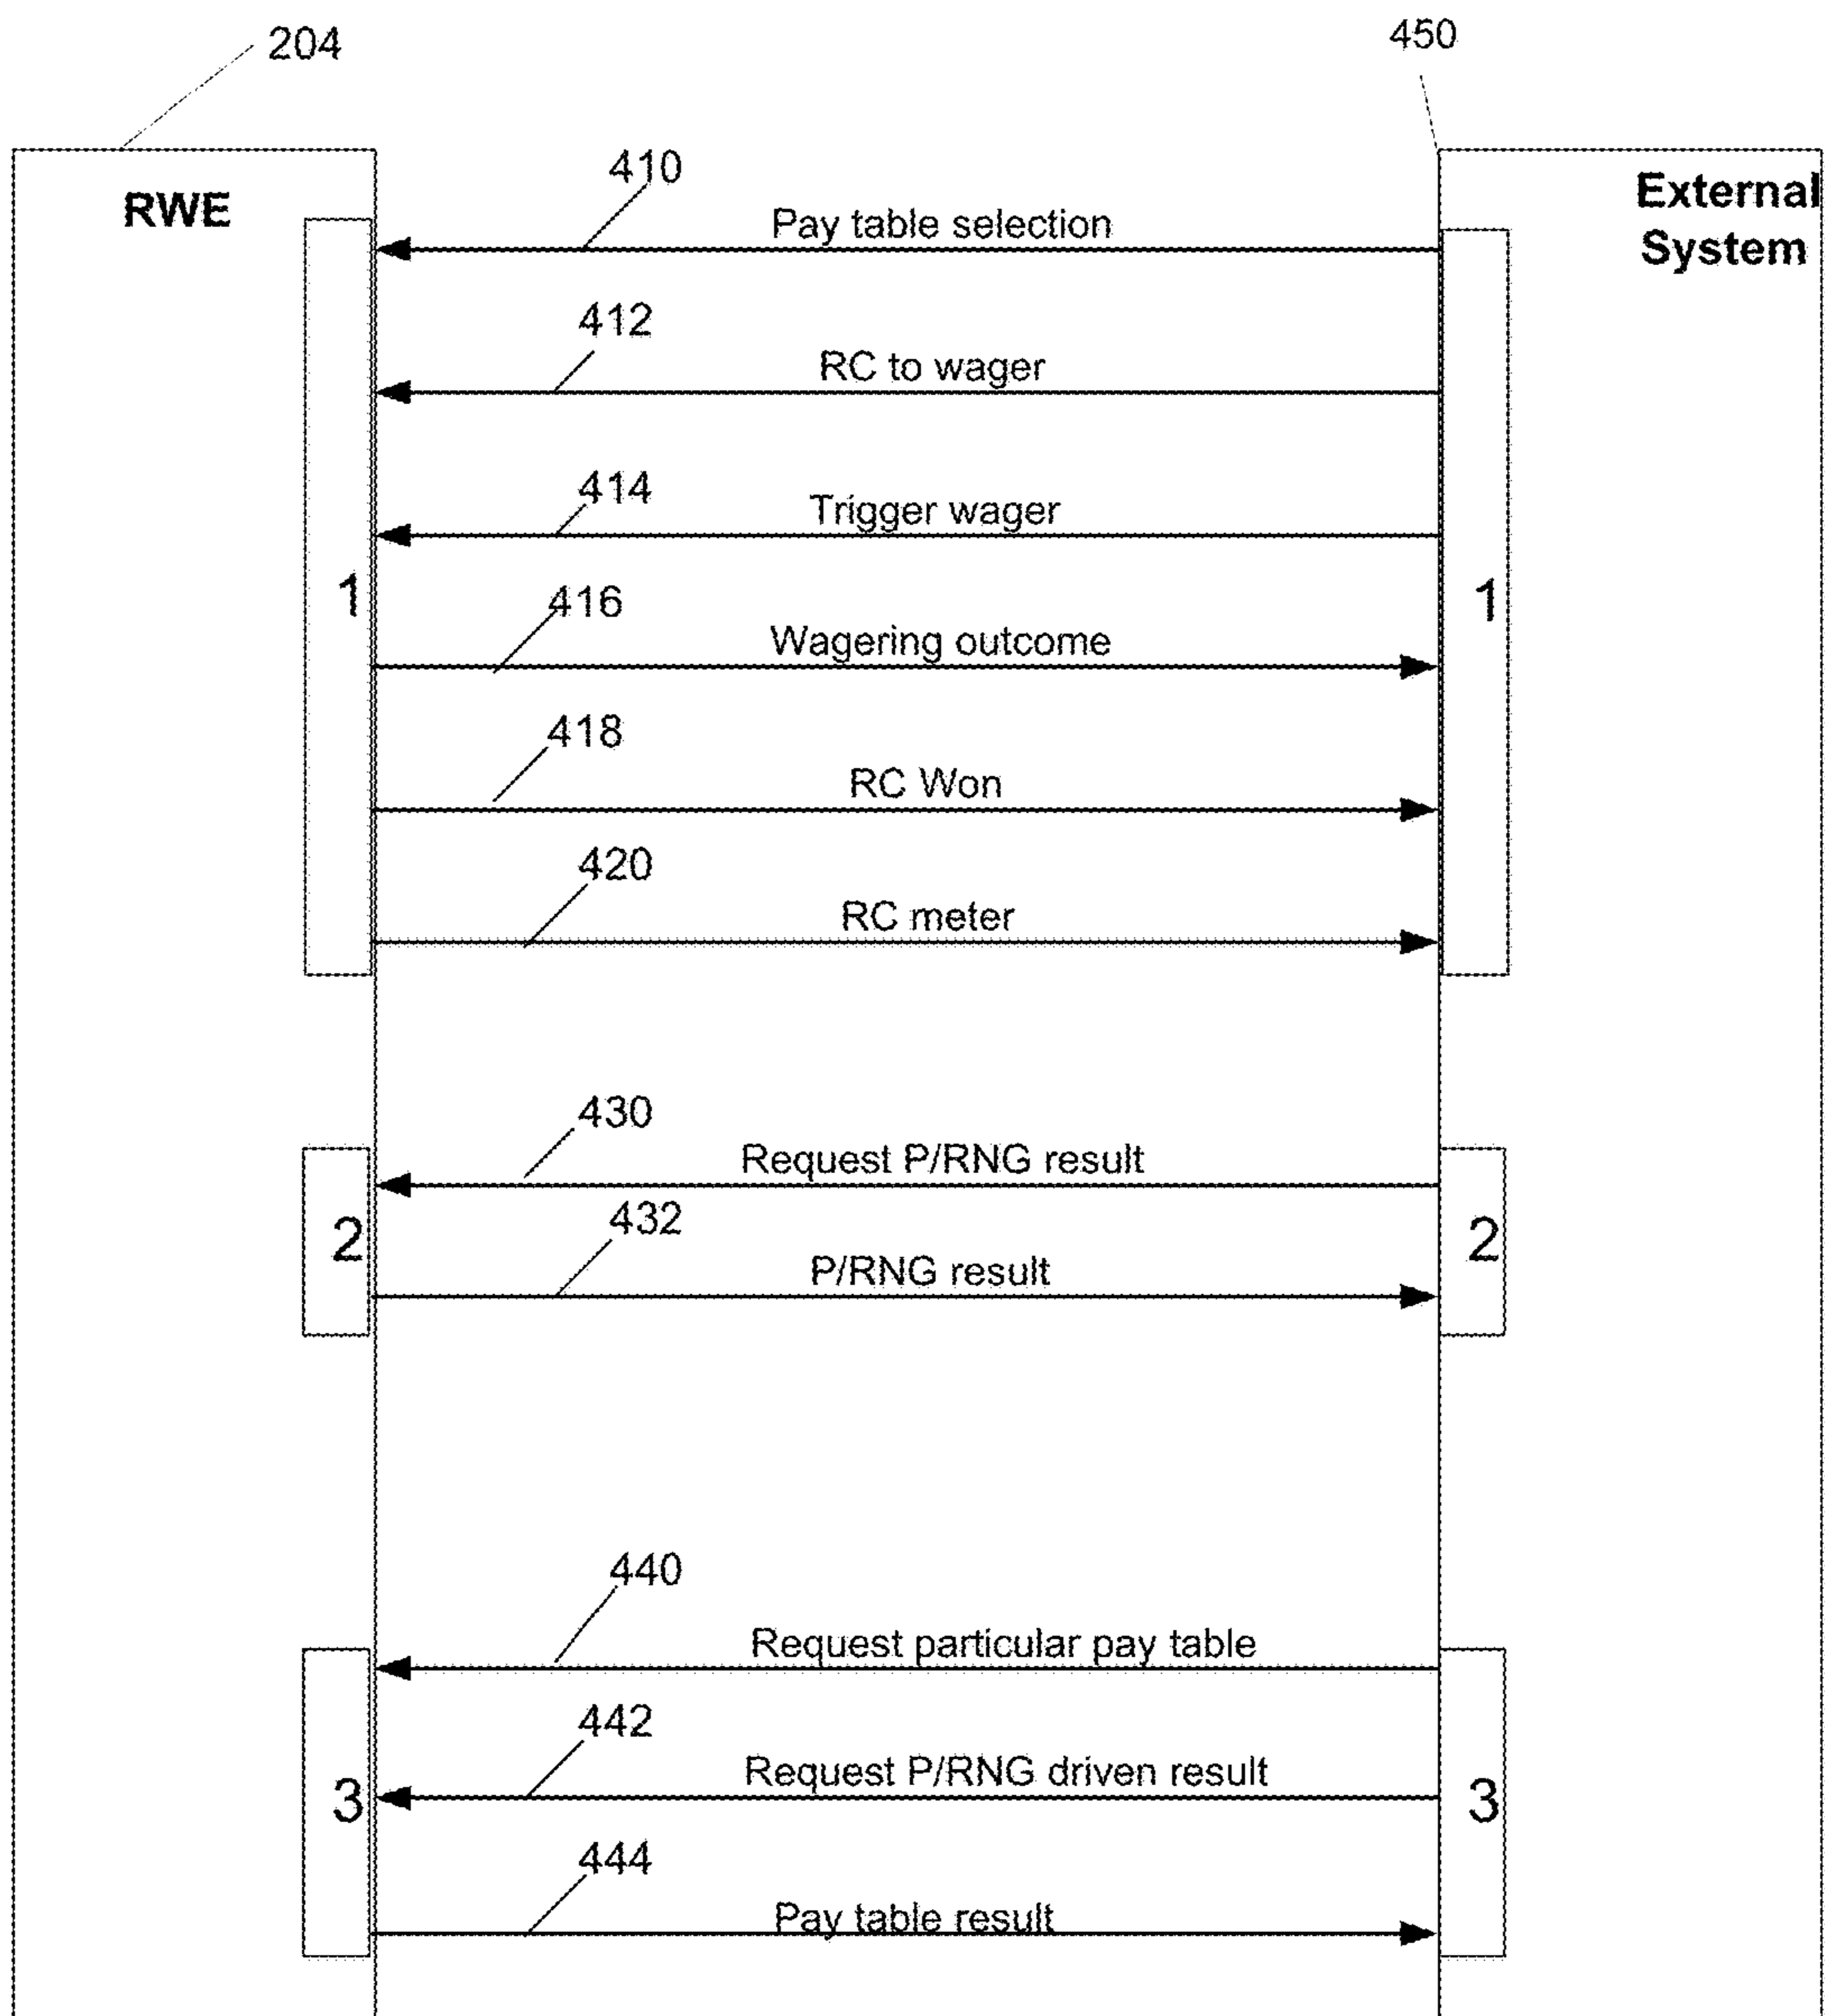 204
450
RWE
External
System
410
Pay table selection
412
RC to wager
414
Trigger wager
1
1
416
Wagering outcome
418
RC Won
420
RC meter
430
Request P/RNG result
2
2
432
P/RNG result
440
Request particular pay table
442
Request P/RNG driven result
3
3
444
Pay table result